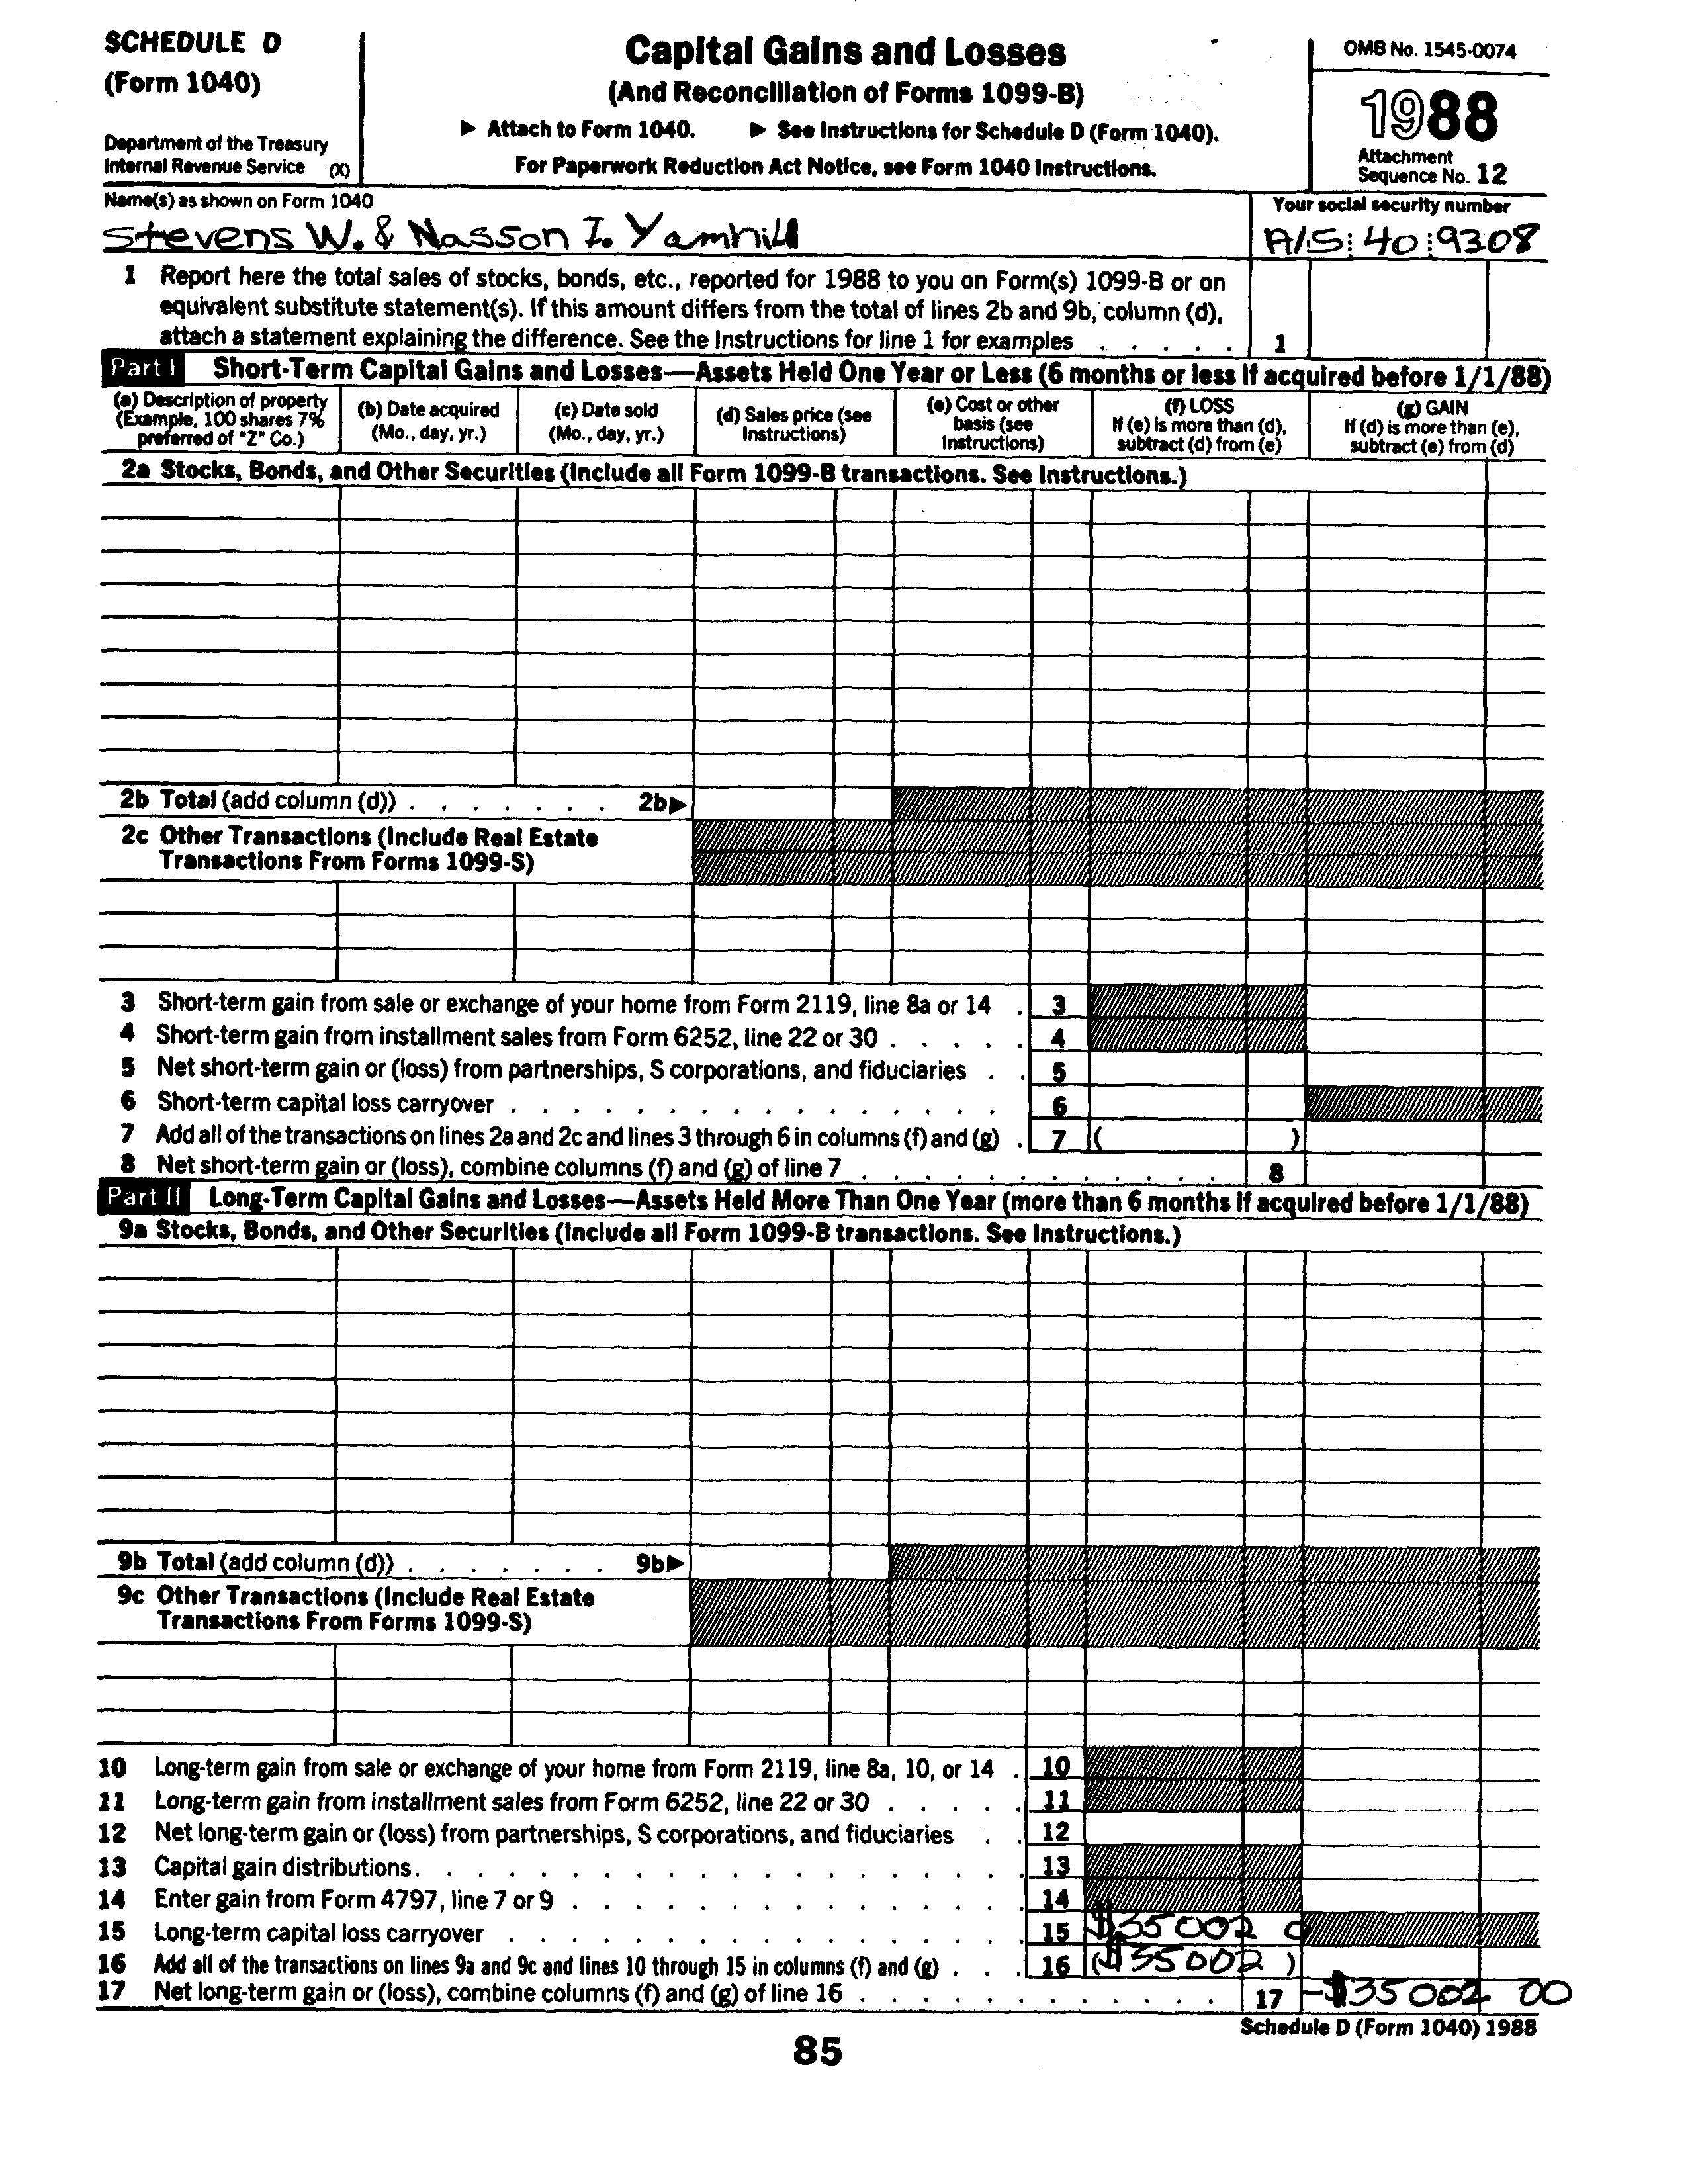 SCHEDULE D
(Form 1040)
Department of the Treasury
Internal Revenue Service (X)
Capital Gains and Losses
(And Reconciliation of Forms 1099-B)
▶ Attach to Form 1040. ▶ See Instructions for Schedule D (Form 1040).
For Paperwork Reduction Act Notice, see Form 1040 Instructions.
OMB No. 1545-0074
1988
Attachment
Sequence No. 12
Name(s) as shown on Form 1040
Stevens W. & Nasson I. Yamhill
Your social security number
40 9308
1 Report here the total sales of stocks, bonds, etc., reported for 1988 to you on Form(s) 1099-B or on
equivalent substitute statement(s). If this amount differs from the total of lines 2b and 9b, column (d),
attach a statement explaining the difference. See the Instructions for line 1 for examples . . . . . 1
Part I Short-Term Capital Gains and Losses—Assets Held One Year or Less (6 months or less if acquired before 1/1/88)
(a) Description of property
(Example, 100 shares 7%
preferred of "Z" Co.)
(b) Date acquired
(Mo., day, yr.)
(c) Date sold
(Mo., day, yr.)
(d) Sales price (see
Instructions)
(e) Cost or other
basis (see
Instructions)
(f) LOSS
If (e) is more than (d),
subtract (d) from (e)
(g) GAIN
If (d) is more than (e),
subtract (e) from (d)
2a Stocks, Bonds, and Other Securities (Include all Form 1099-B transactions. See Instructions.)
2b Total (add column (d)) . . . . . . . 2b▶
2c Other Transactions (Include Real Estate
Transactions From Forms 1099-S)
3 Short-term gain from sale or exchange of your home from Form 2119, line 8a or 14 . 3
4 Short-term gain from installment sales from Form 6252, line 22 or 30 . . . . . 4
5 Net short-term gain or (loss) from partnerships, S corporations, and fiduciaries . . 5
6 Short-term capital loss carryover . . . . . . . . . . . . . . . . 6
7 Add all of the transactions on lines 2a and 2c and lines 3 through 6 in columns (f) and (g) . 7 ( )
8 Net short-term gain or (loss), combine columns (f) and (g) of line 7 . . . . . . . . . . . . 8
Part II Long-Term Capital Gains and Losses—Assets Held More Than One Year (more than 6 months if acquired before 1/1/88)
9a Stocks, Bonds, and Other Securities (Include all Form 1099-B transactions. See Instructions.)
9b Total (add column (d)) . . . . . . . 9b▶
9c Other Transactions (Include Real Estate
Transactions From Forms 1099-S)
10 Long-term gain from sale or exchange of your home from Form 2119, line 8a, 10, or 14 . 10
11 Long-term gain from installment sales from Form 6252, line 22 or 30 . . . . . 11
12 Net long-term gain or (loss) from partnerships, S corporations, and fiduciaries . . 12
13 Capital gain distributions. . . . . . . . . . . . . . . . . . . . 13
14 Enter gain from Form 4797, line 7 or 9 . . . . . . . . . . . . . . . 14
15 Long-term capital loss carryover . . . . . . . . . . . . . . . . . 15 $35002
16 Add all of the transactions on lines 9a and 9c and lines 10 through 15 in columns (f) and (g) . . . 16 ($35002 )
17 Net long-term gain or (loss), combine columns (f) and (g) of line 16 . . . . . . . . . . . . 17 -$35002 00
Schedule D (Form 1040) 1988
85